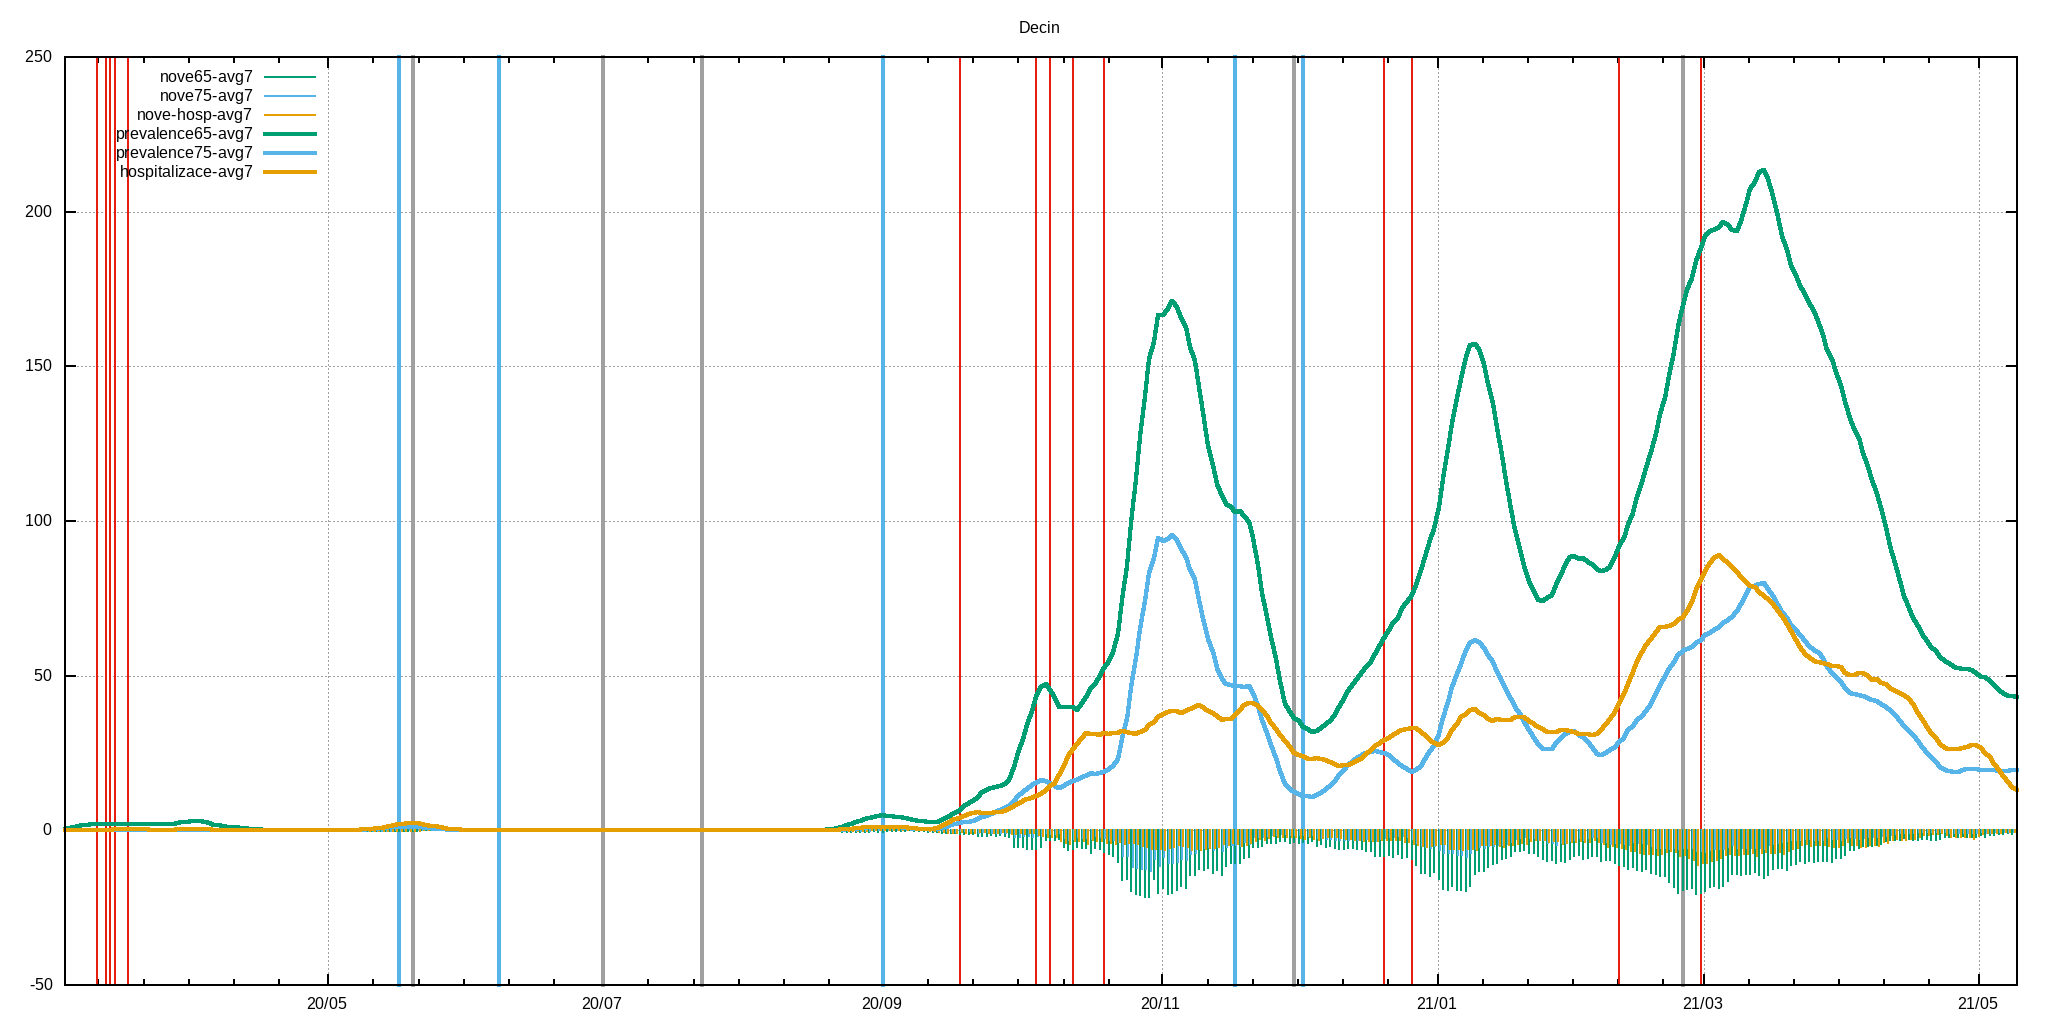 Decin
250
200
150
100
50
0
-50
nove65-avg7
nove75-avg7
nove-hosp-avg7
prevalence65-avg7
prevalence75-avg7
hospitalizace-avg7
20/05
20/07
20/09
20/11
21/01
21/03
21/05